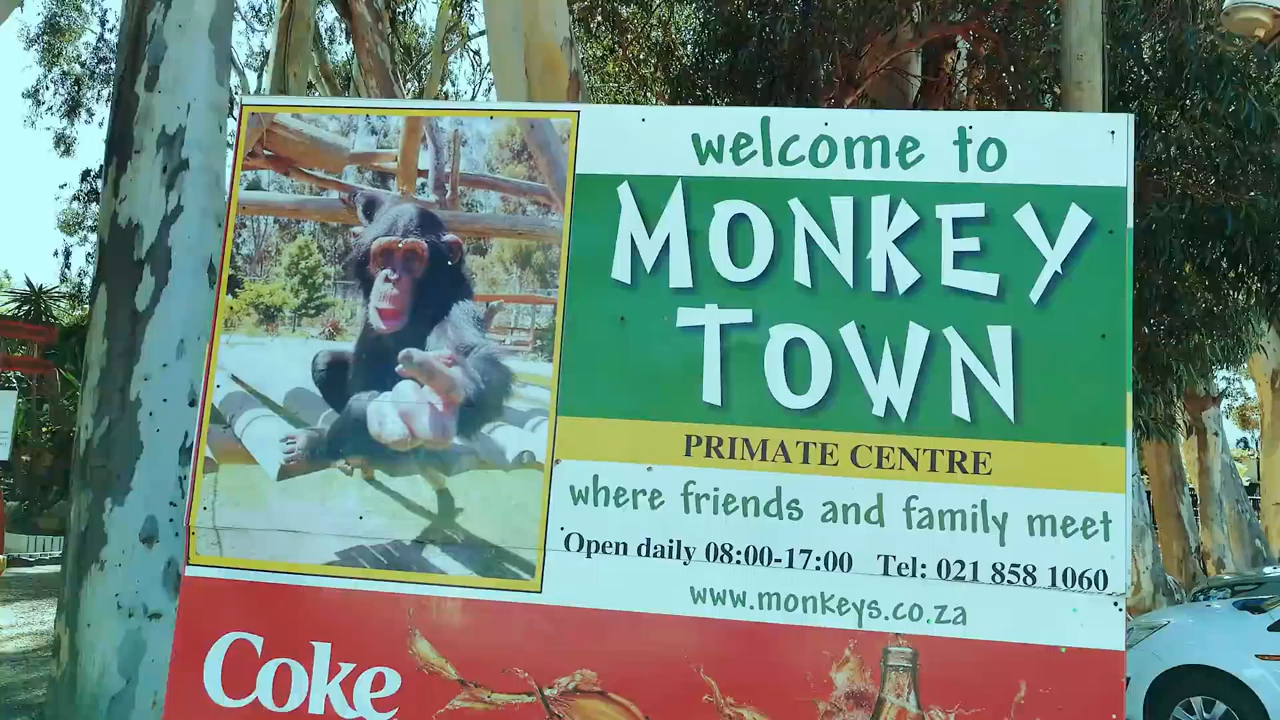 welcome to
MONKEY
TOWN
PRIMATE CENTRE
where friends and family meet
Open daily 08:00-17:00 Tel: 021 858 1060
www.monkeys.co.za
Coke